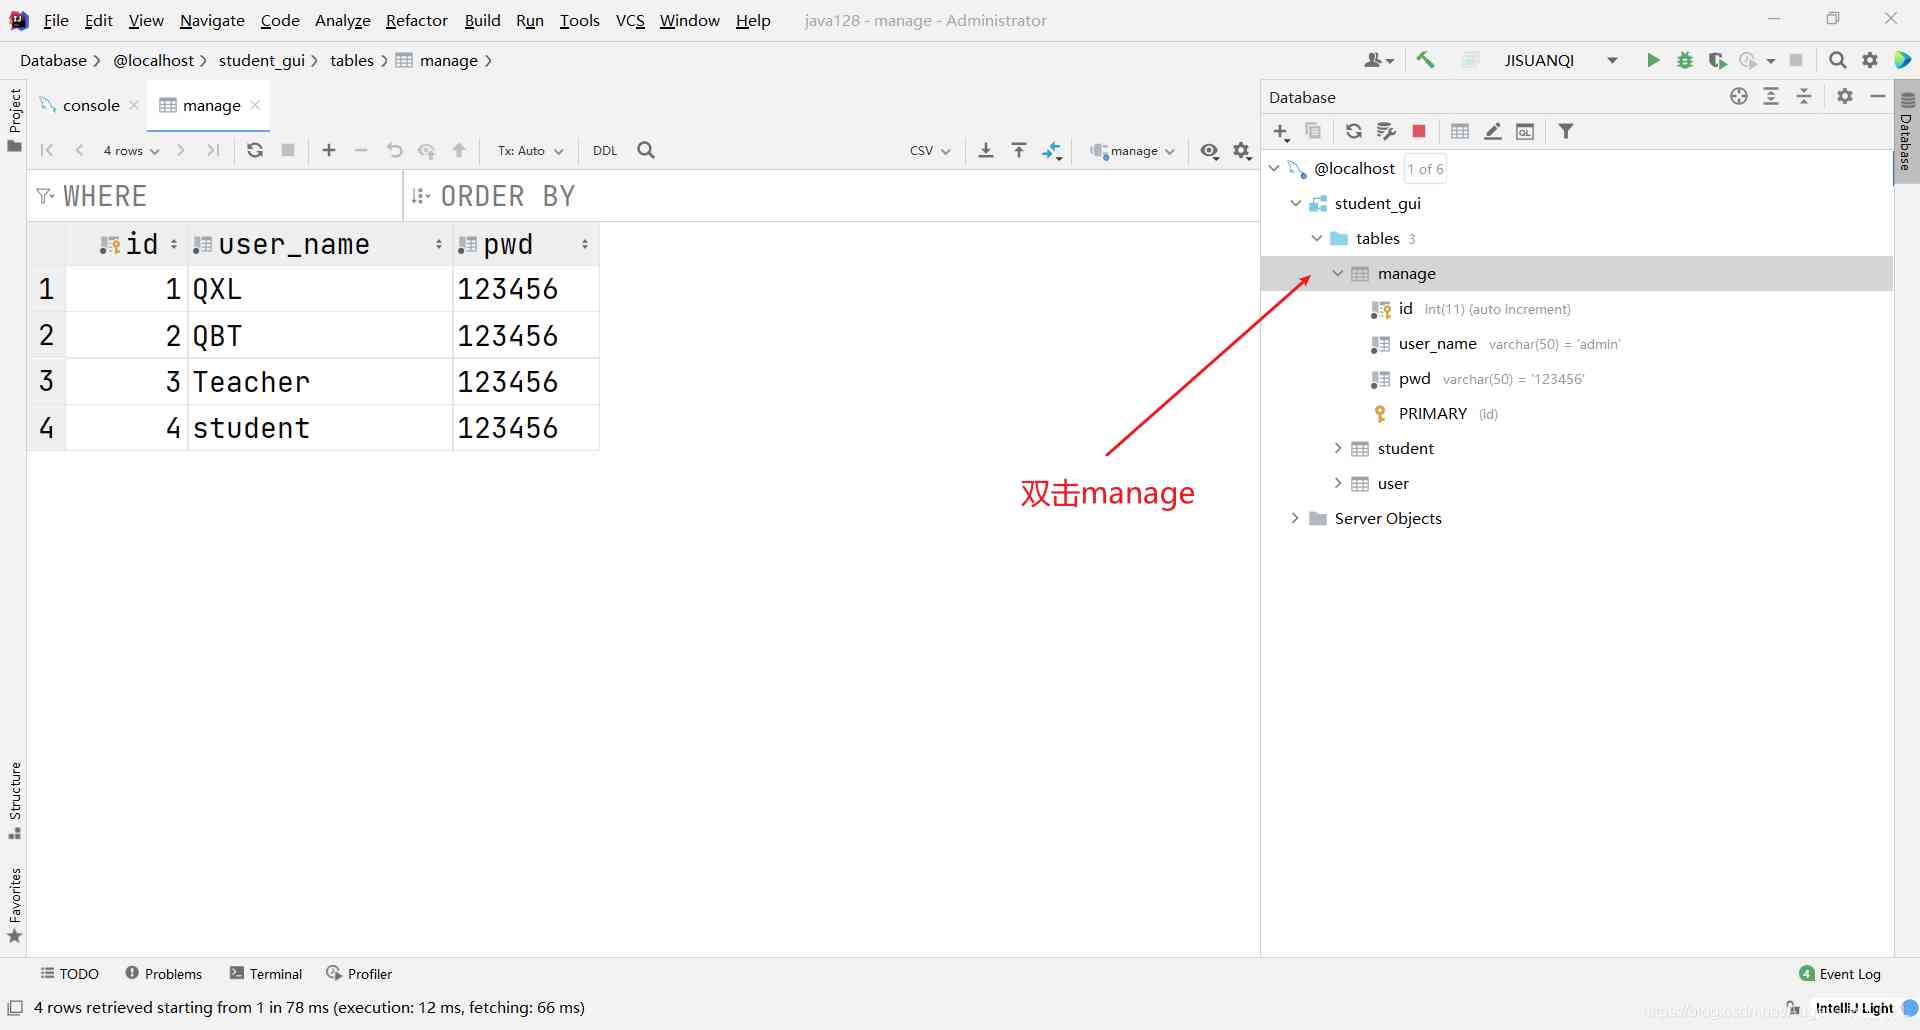 File Edit View Navigate Code Analyze Refactor Build Run Tools VCS Window Help java128 - manage - Administrator
Database @localhost student_gui tables manage
JISUANQI
Project
console manage
4 rows Tx: Auto DDL CSV manage
WHERE ORDER BY
id user_name pwd
1 1 QXL 123456
2 2 QBT 123456
3 3 Teacher 123456
4 4 student 123456
双击manage
Database
Database
@localhost 1 of 6
student_gui
tables 3
manage
id int(11) (auto increment)
user_name varchar(50) = 'admin'
pwd varchar(50) = '123456'
PRIMARY (id)
student
user
Server Objects
Structure
Favorites
TODO Problems Terminal Profiler 4 Event Log
4 rows retrieved starting from 1 in 78 ms (execution: 12 ms, fetching: 66 ms) IntelliJ Light